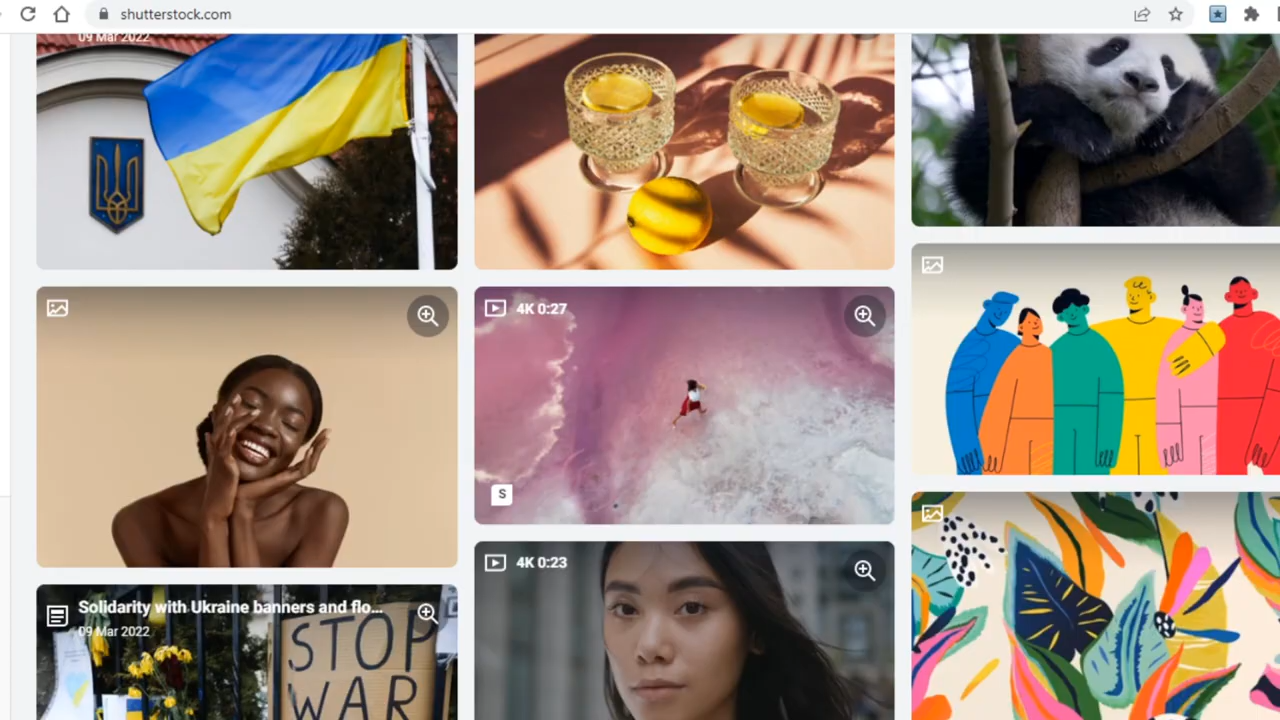 shutterstock.com
09 Mar 2022
4K 0:27
S
4K 0:23
Solidarity with Ukraine banners and flo...
09 Mar 2022
STOP
WAR